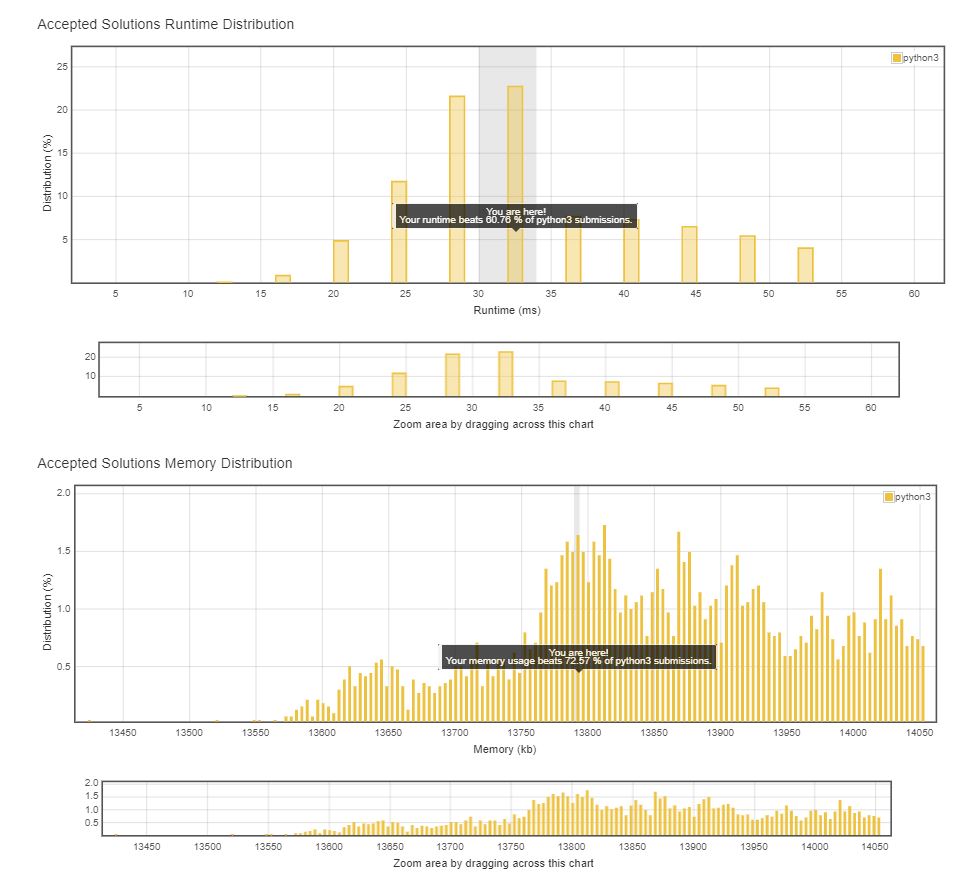 Accepted Solutions Runtime Distribution
python3
25
20
15
10
5
Distribution (%)
You are here!
Your runtime beats 60.76 % of python3 submissions.
5 10 15 20 25 30 35 40 45 50 55 60
Runtime (ms)
20
10
5 10 15 20 25 30 35 40 45 50 55 60
Zoom area by dragging across this chart
Accepted Solutions Memory Distribution
python3
2.0
1.5
1.0
0.5
Distribution (%)
You are here!
Your memory usage beats 72.57 % of python3 submissions.
13450 13500 13550 13600 13650 13700 13750 13800 13850 13900 13950 14000 14050
Memory (kb)
2.0
1.5
1.0
0.5
13450 13500 13550 13600 13650 13700 13750 13800 13850 13900 13950 14000 14050
Zoom area by dragging across this chart